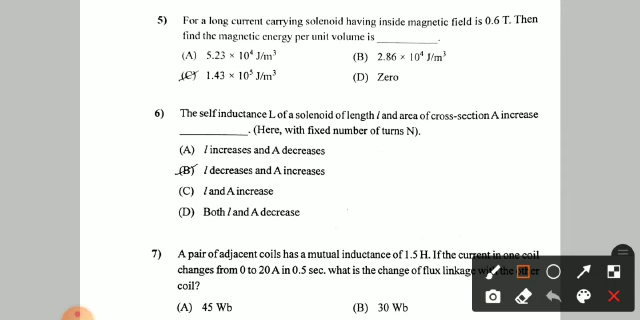 5) For a long current carrying solenoid having inside magnetic field is 0.6 T. Then
find the magnetic energy per unit volume is ____________.
(A) 5.23 × 10⁴ J/m³ (B) 2.86 × 10⁴ J/m³
(C) 1.43 × 10⁵ J/m³ (D) Zero
6) The self inductance L of a solenoid of length l and area of cross-section A increase
____________. (Here, with fixed number of turns N).
(A) l increases and A decreases
(B) l decreases and A increases
(C) l and A increase
(D) Both l and A decrease
7) A pair of adjacent coils has a mutual inductance of 1.5 H. If the current in one coil
changes from 0 to 20 A in 0.5 sec. what is the change of flux linkage with the other
coil?
(A) 45 Wb (B) 30 Wb